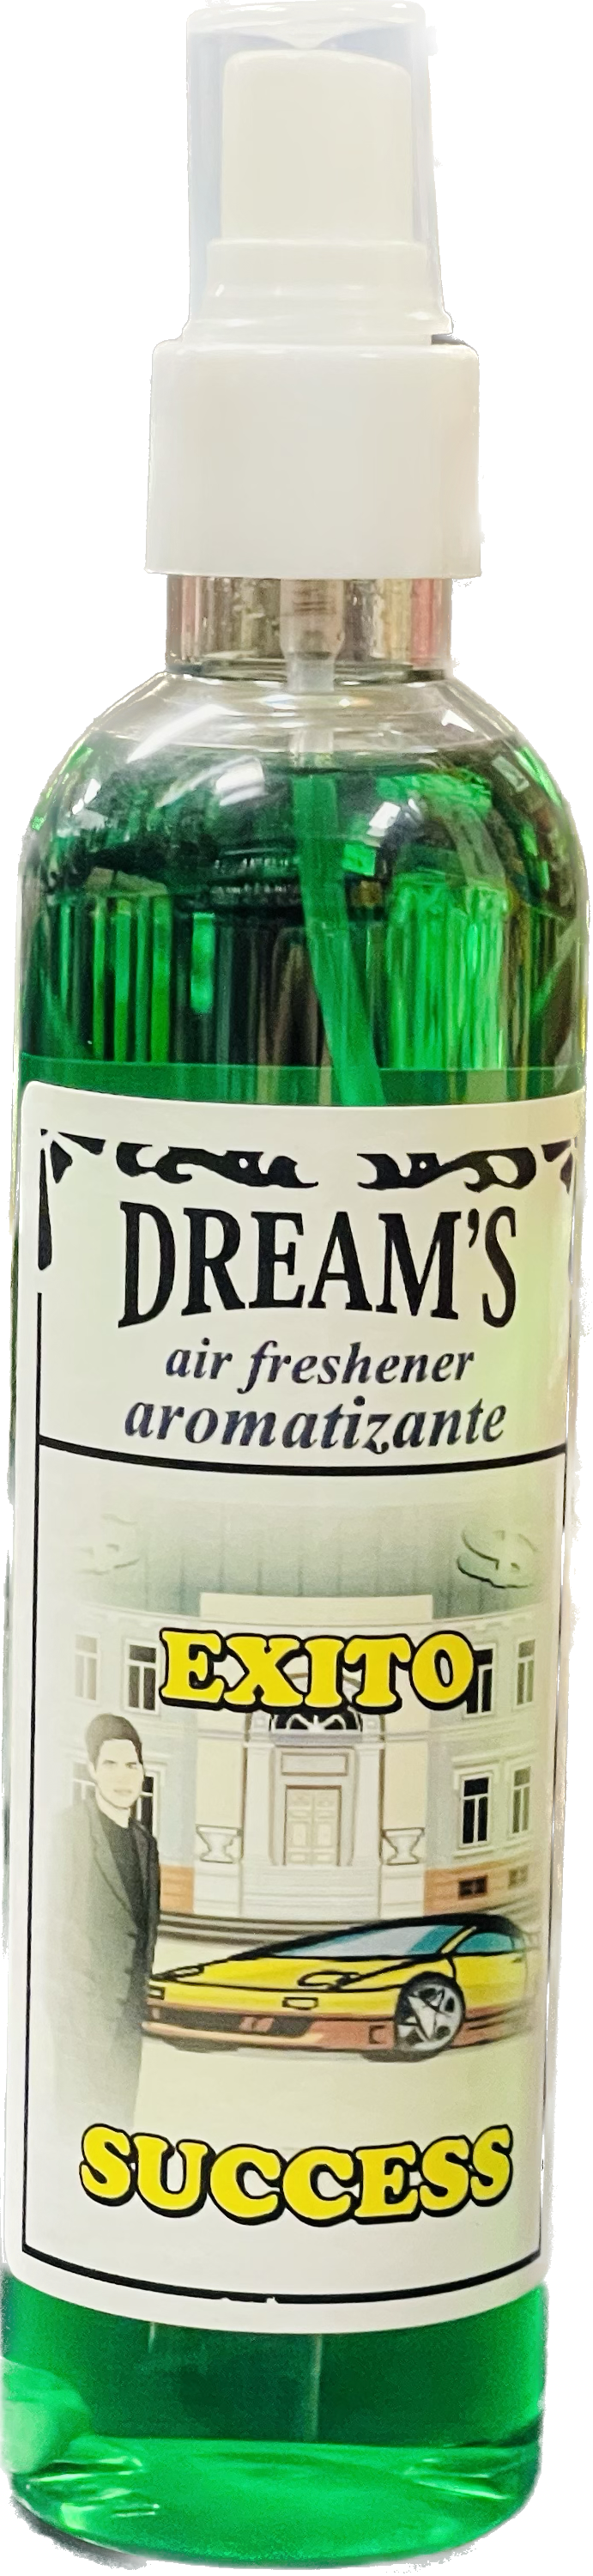 DREAM'S
air freshener
aromatizante
EXITO
SUCCESS